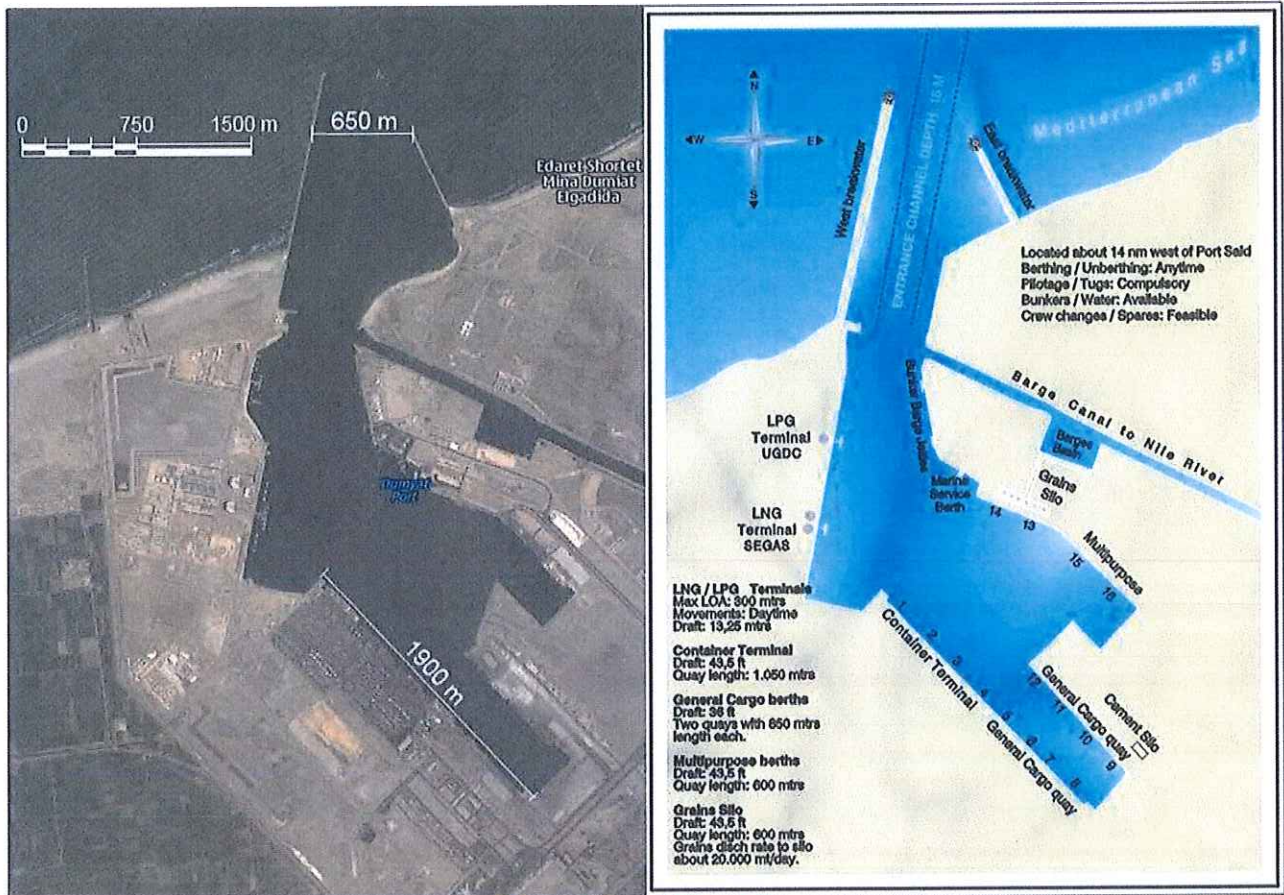 0 750 1500 m
650 m
Edaret Shortet
Mina Dumiat
Elgadida
Dumyat
Port
1900 m
Mediterranean Sea
N
W
E
S
West breakwater
ENTRANCE CHANNEL DEPTH 15 M
East breakwater
Located about 14 nm west of Port Said
Berthing / Unberthing: Anytime
Pilotage / Tugs: Compulsory
Bunkers / Water: Available
Crew changes / Spares: Feasible
Barge Canal to Nile River
Bunker Barge Jetties
Barges
Basin
LPG
Terminal
UGDC
Marine
Service
Berth
Grains
Silo
14
13
LNG
Terminal
SEGAS
Multipurpose
15
16
LNG / LPG Terminals
Max LOA: 300 mtrs
Movements: Daytime
Draft: 13,25 mtrs
Container Terminal
Draft: 43,5 ft
Quay length: 1.050 mtrs
General Cargo berths
Draft: 36 ft
Two quays with 650 mtrs
length each.
Multipurpose berths
Draft: 43,5 ft
Quay length: 600 mtrs
Grains Silo
Draft: 43,5 ft
Quay length: 600 mtrs
Grains disch rate to silo
about 20.000 mt/day.
1
2
3
4
5
6
7
8
Container Terminal
General Cargo quay
12
11
10
9
General Cargo quay
Cement Silo